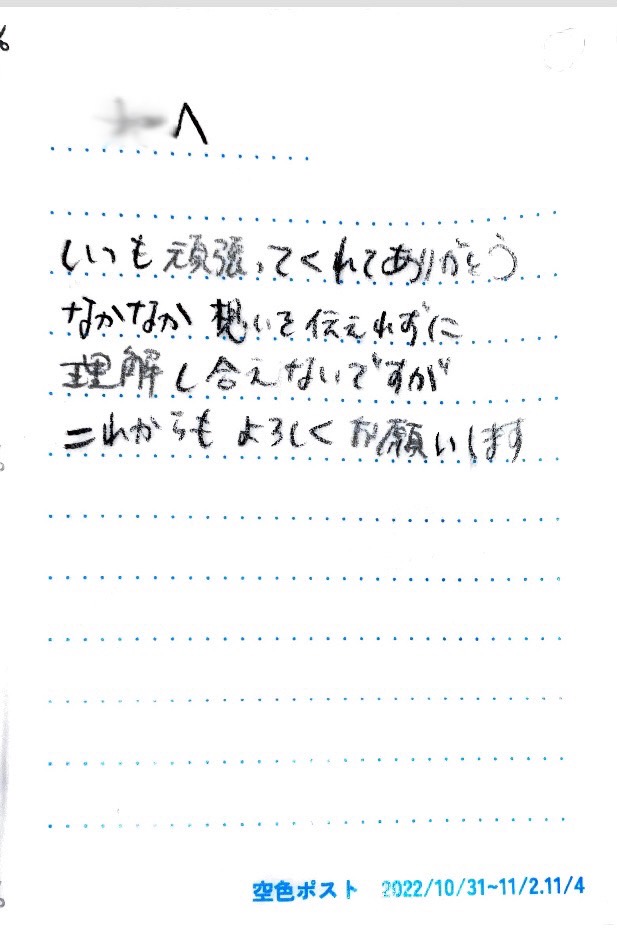 へ
いつも頑張ってくれてありがとう
なかなか想いを伝えれずに
理解し合えないですが
これからもよろしくお願いします
空色ポスト 2022/10/31~11/2.11/4